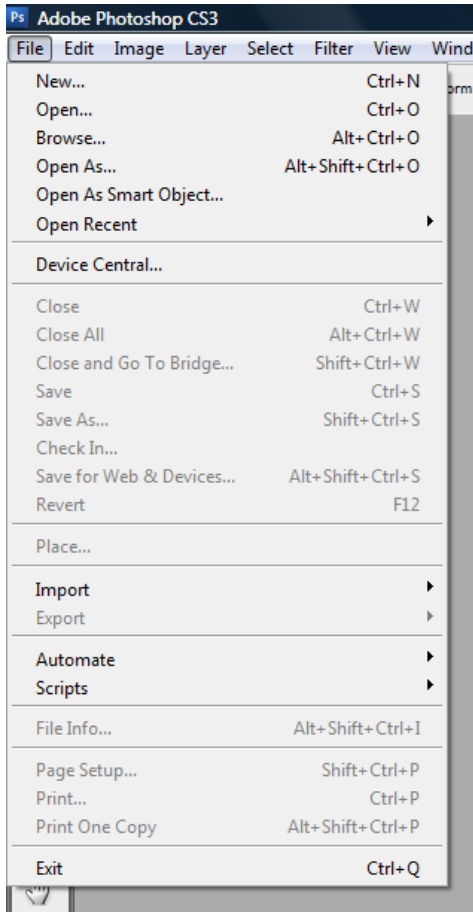 Ps Adobe Photoshop CS3
File Edit Image Layer Select Filter View Wind
New... Ctrl+N
Open... Ctrl+O
Browse... Alt+Ctrl+O
Open As... Alt+Shift+Ctrl+O
Open As Smart Object...
Open Recent
Device Central...
Close Ctrl+W
Close All Alt+Ctrl+W
Close and Go To Bridge... Shift+Ctrl+W
Save Ctrl+S
Save As... Shift+Ctrl+S
Check In...
Save for Web & Devices... Alt+Shift+Ctrl+S
Revert F12
Place...
Import
Export
Automate
Scripts
File Info... Alt+Shift+Ctrl+I
Page Setup... Shift+Ctrl+P
Print... Ctrl+P
Print One Copy Alt+Shift+Ctrl+P
Exit Ctrl+Q